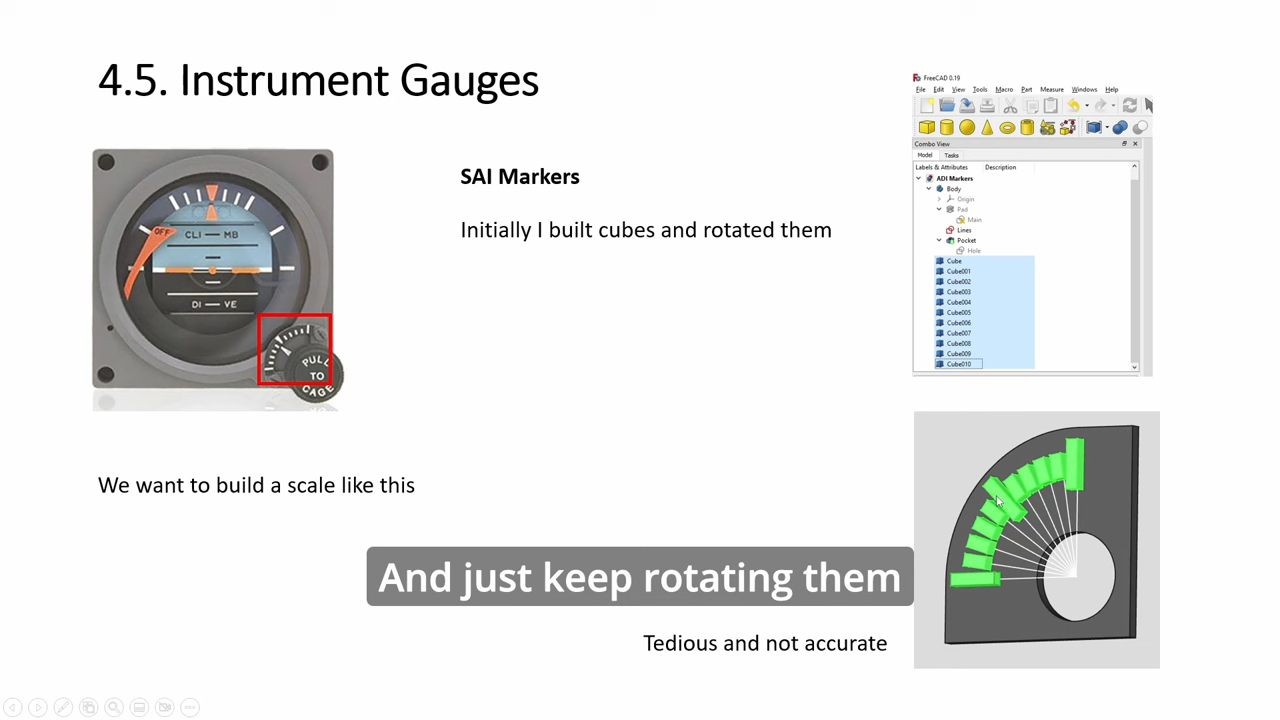 4.5. Instrument Gauges
FreeCAD 0.19
File Edit View Tools Macro Part Measure Windows Help
Combo View
Model Tasks
Labels & Attributes Description
ADI Markers
Body
Origin
Pad
Main
Lines
Pocket
Hole
Cube
Cube001
Cube002
Cube003
Cube004
Cube005
Cube006
Cube007
Cube008
Cube009
Cube010
SAI Markers
Initially I built cubes and rotated them
OFF
CLI MB
DI VE
PULL
TO
CAGE
We want to build a scale like this
And just keep rotating them
Tedious and not accurate